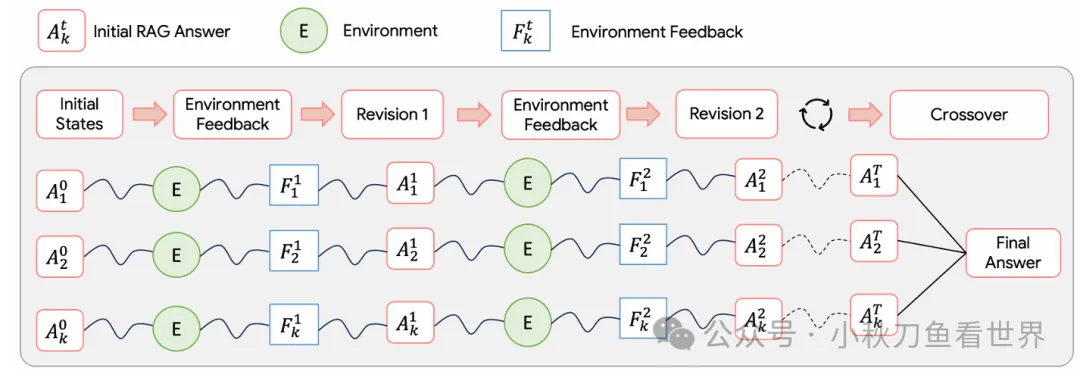 A_k^t Initial RAG Answer E Environment F_k^t Environment Feedback
Initial States Environment Feedback Revision 1 Environment Feedback Revision 2 Crossover
A_1^0 E F_1^1 A_1^1 E F_1^2 A_1^2 A_1^T
A_2^0 E F_2^1 A_2^1 E F_2^2 A_2^2 A_2^T
Final Answer
A_k^0 E F_k^1 A_k^1 E F_k^2 A_k^2 A_k^T
公众号·小秋刀鱼看世界